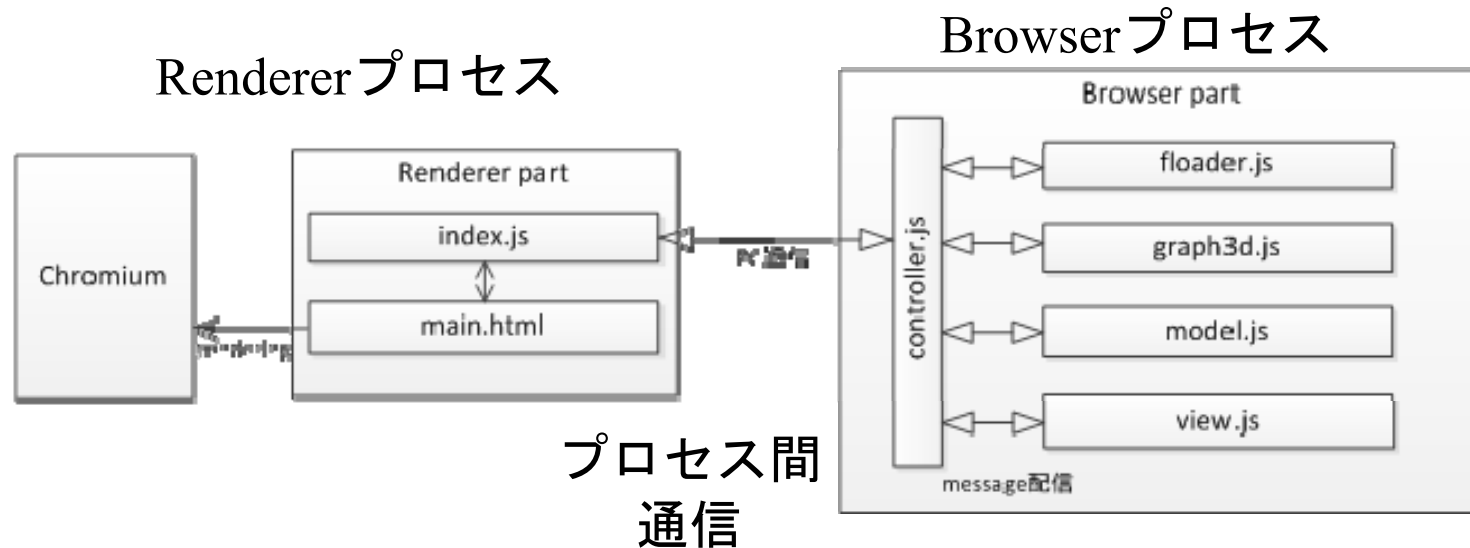 Rendererプロセス
Browserプロセス
Chromium
Renderer part
index.js
main.html
通信
プロセス間
通信
Browser part
controller.js
floader.js
graph3d.js
model.js
view.js
message配信